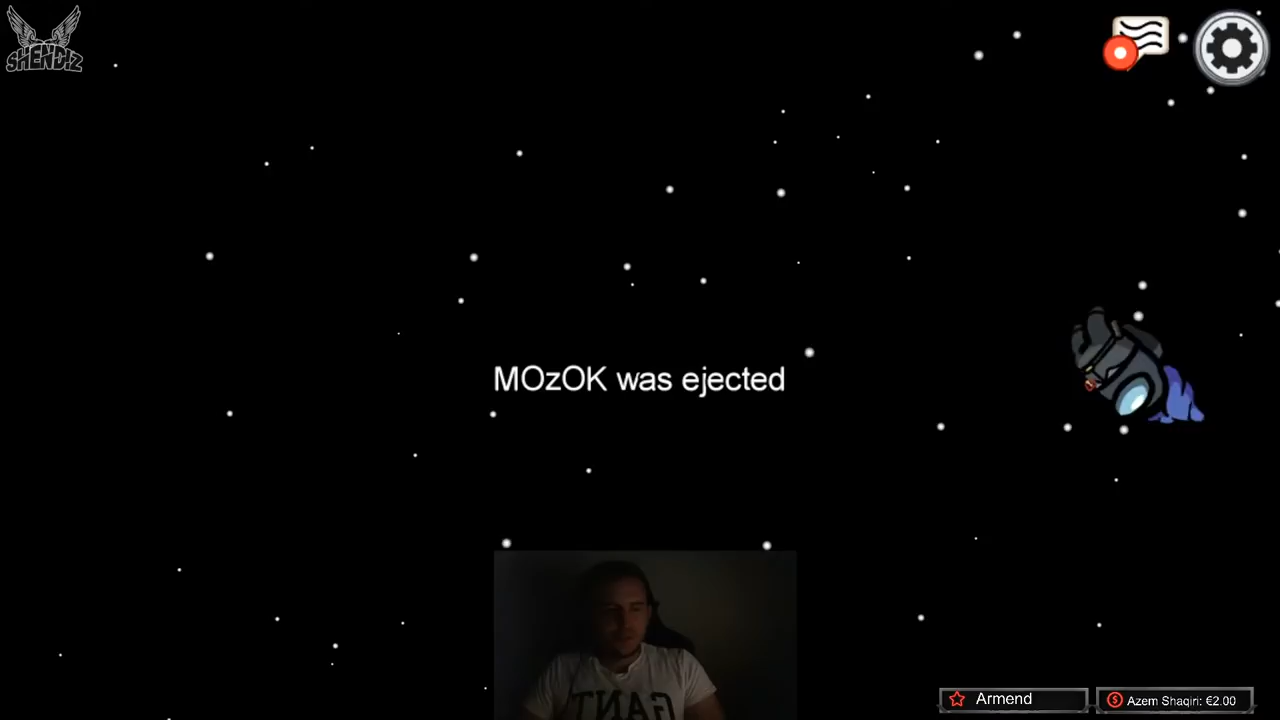 SHENDIZ
MOzOK was ejected
GANT
Armend
Azem Shaqiri: €2.00